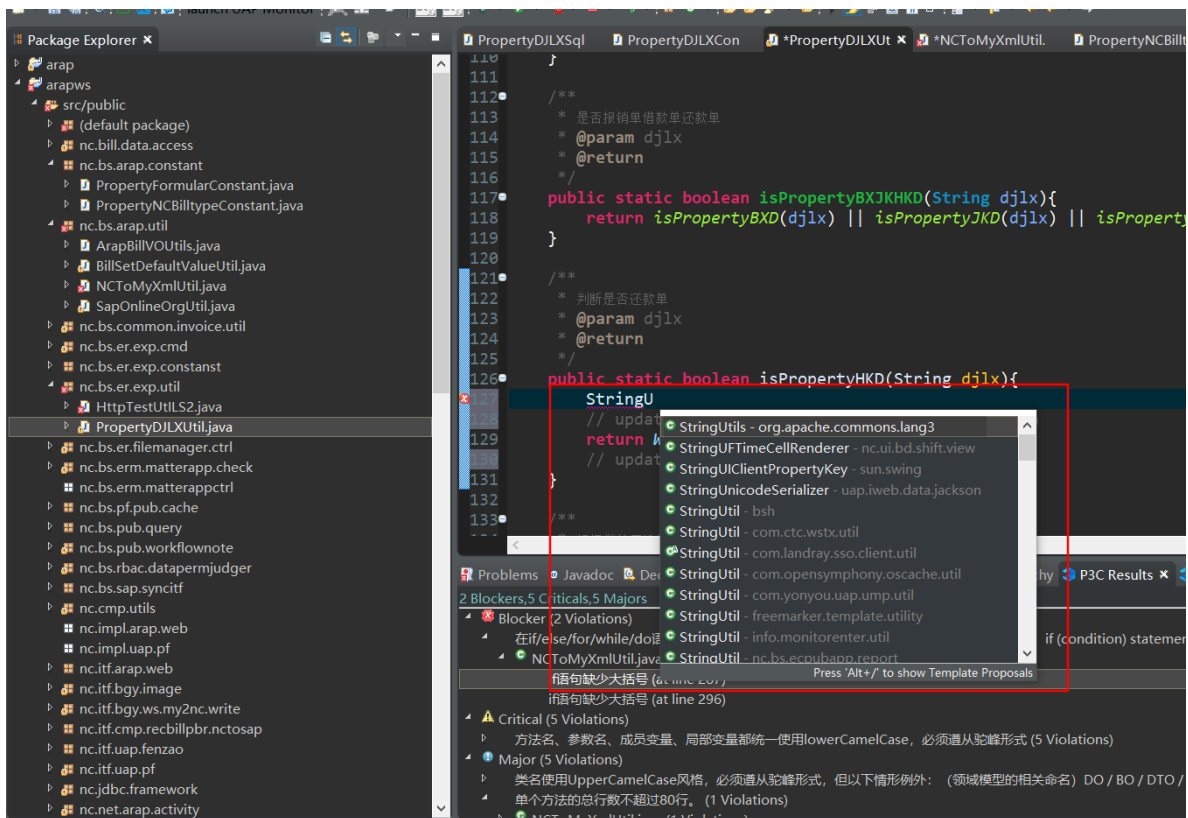 launch UAP Monitor
Package Explorer
arap
arapws
src/public
(default package)
nc.bill.data.access
nc.bs.arap.constant
PropertyFormularConstant.java
PropertyNCBilltypeConstant.java
nc.bs.arap.util
ArapBillVOUtils.java
BillSetDefaultValueUtil.java
NCToMyXmlUtil.java
SapOnlineOrgUtil.java
nc.bs.common.invoice.util
nc.bs.er.exp.cmd
nc.bs.er.exp.constanst
nc.bs.er.exp.util
HttpTestUtILS2.java
PropertyDJLXUtil.java
nc.bs.er.filemanager.ctrl
nc.bs.erm.matterapp.check
nc.bs.erm.matterappctrl
nc.bs.pf.pub.cache
nc.bs.pub.query
nc.bs.pub.workflownote
nc.bs.rbac.datapermjudger
nc.bs.sap.syncitf
nc.cmp.utils
nc.impl.arap.web
nc.impl.uap.pf
nc.itf.arap.web
nc.itf.bgy.image
nc.itf.bgy.ws.my2nc.write
nc.itf.cmp.recbillpbr.nctosap
nc.itf.uap.fenzao
nc.itf.uap.pf
nc.jdbc.framework
nc.net.arap.activity
PropertyDJLXSql PropertyDJLXCon *PropertyDJLXUt *NCToMyXmlUtil. PropertyNCBillt
110 }
111
112 /**
113 * 是否报销单借款单还款单
114 * @param djlx
115 * @return
116 */
117 public static boolean isPropertyBXJKHKD(String djlx){
118 return isPropertyBXD(djlx) || isPropertyJKD(djlx) || isProperty
119 }
120
121 /**
122 * 判断是否还款单
123 * @param djlx
124 * @return
125 */
126 public static boolean isPropertyHKD(String djlx){
127 StringU
128 // updat
129 return
130 // updat
131 }
132
133 /**
StringUtils - org.apache.commons.lang3
StringUFTimeCellRenderer - nc.ui.bd.shift.view
StringUIClientPropertyKey - sun.swing
StringUnicodeSerializer - uap.iweb.data.jackson
StringUtil - bsh
StringUtil - com.ctc.wstx.util
StringUtil - com.landray.sso.client.util
StringUtil - com.opensymphony.oscache.util
StringUtil - com.yonyou.uap.ump.util
StringUtil - freemarker.template.utility
StringUtil - info.monitorenter.util
StringUtil - nc.bs.ecpubapp.report
Press 'Alt+/' to show Template Proposals
Problems Javadoc Dec hy P3C Results
2 Blockers,5 Criticals,5 Majors
Blocker (2 Violations)
在if/else/for/while/do语 if (condition) statemen
NCToMyXmlUtil.java
if语句缺少大括号 (at line 287)
if语句缺少大括号 (at line 296)
Critical (5 Violations)
方法名、参数名、成员变量、局部变量都统一使用lowerCamelCase，必须遵从驼峰形式 (5 Violations)
Major (5 Violations)
类名使用UpperCamelCase风格，必须遵从驼峰形式，但以下情形例外：（领域模型的相关命名）DO / BO / DTO /
单个方法的总行数不超过80行。 (1 Violations)